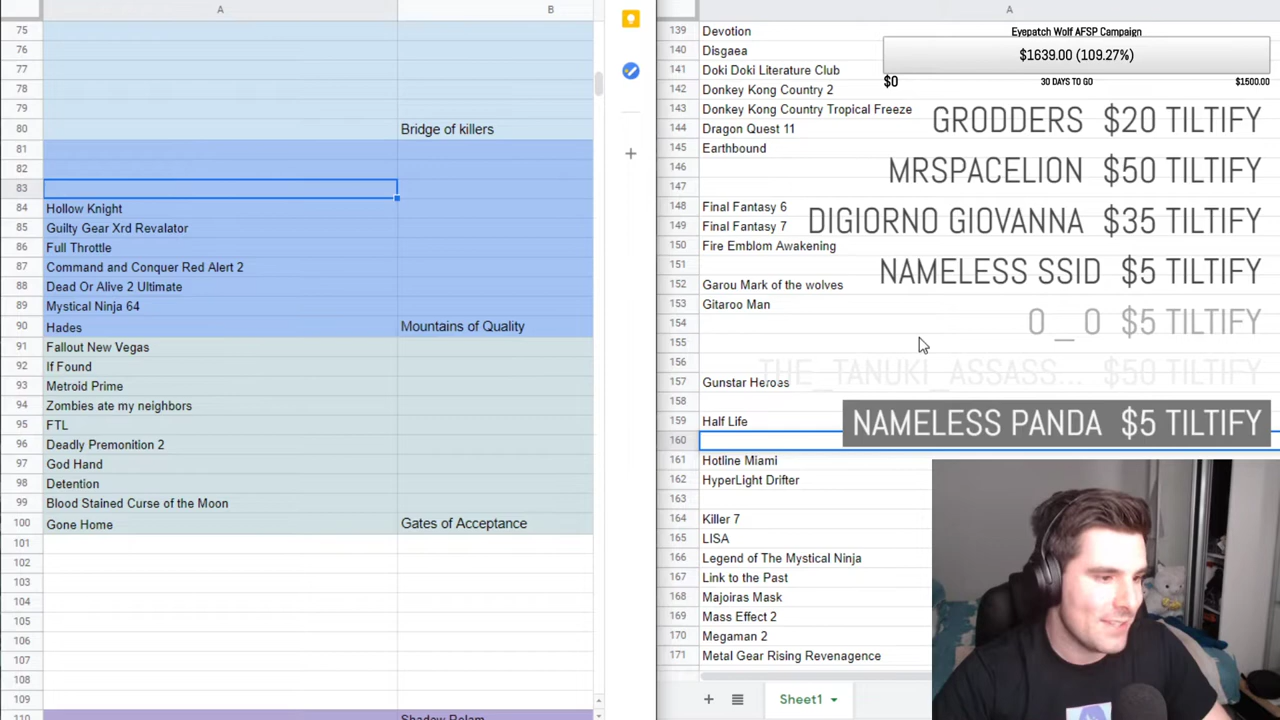 A
B
75
76
77
78
79
80 Bridge of killers
81
82
83
84 Hollow Knight
85 Guilty Gear Xrd Revalator
86 Full Throttle
87 Command and Conquer Red Alert 2
88 Dead Or Alive 2 Ultimate
89 Mystical Ninja 64
90 Hades Mountains of Quality
91 Fallout New Vegas
92 If Found
93 Metroid Prime
94 Zombies ate my neighbors
95 FTL
96 Deadly Premonition 2
97 God Hand
98 Detention
99 Blood Stained Curse of the Moon
100 Gone Home Gates of Acceptance
101
102
103
104
105
106
107
108
109
110 Shadow Relam
A
139 Devotion
140 Disgaea
141 Doki Doki Literature Club
142 Donkey Kong Country 2
143 Donkey Kong Country Tropical Freeze
144 Dragon Quest 11
145 Earthbound
146
147
148 Final Fantasy 6
149 Final Fantasy 7
150 Fire Emblom Awakening
151
152 Garou Mark of the wolves
153 Gitaroo Man
154
155
156
157 Gunstar Heroes
158
159 Half Life
160
161 Hotline Miami
162 HyperLight Drifter
163
164 Killer 7
165 LISA
166 Legend of The Mystical Ninja
167 Link to the Past
168 Majoiras Mask
169 Mass Effect 2
170 Megaman 2
171 Metal Gear Rising Revenagence
Sheet1
Eyepatch Wolf AFSP Campaign
$1639.00 (109.27%)
$0 30 DAYS TO GO $1500.00
GRODDERS $20 TILTIFY
MRSPACELION $50 TILTIFY
DIGIORNO GIOVANNA $35 TILTIFY
NAMELESS SSID $5 TILTIFY
0__0 $5 TILTIFY
THE_TANUKI_ASSASS... $50 TILTIFY
NAMELESS PANDA $5 TILTIFY